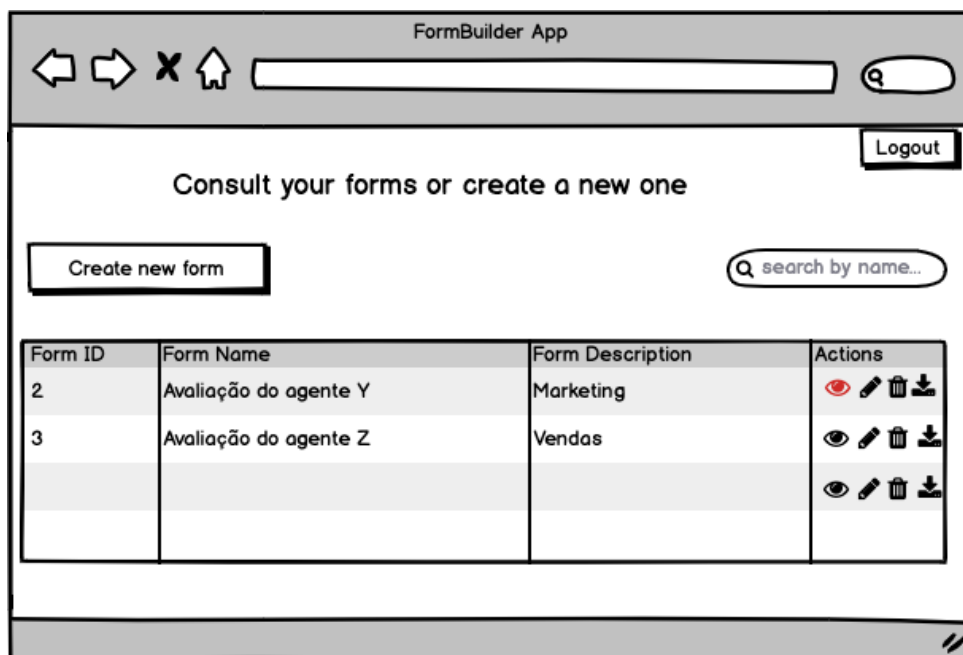 FormBuilder App
Logout
Consult your forms or create a new one
Create new form
search by name...
Form ID Form Name Form Description Actions
2 Avaliação do agente Y Marketing
3 Avaliação do agente Z Vendas